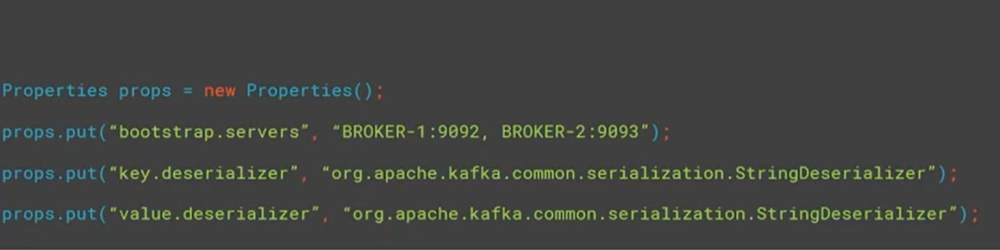 Properties props = new Properties();
props.put(“bootstrap.servers”, “BROKER-1:9092, BROKER-2:9093”);
props.put(“key.deserializer”, “org.apache.kafka.common.serialization.StringDeserializer”);
props.put(“value.deserializer”, “org.apache.kafka.common.serialization.StringDeserializer”);